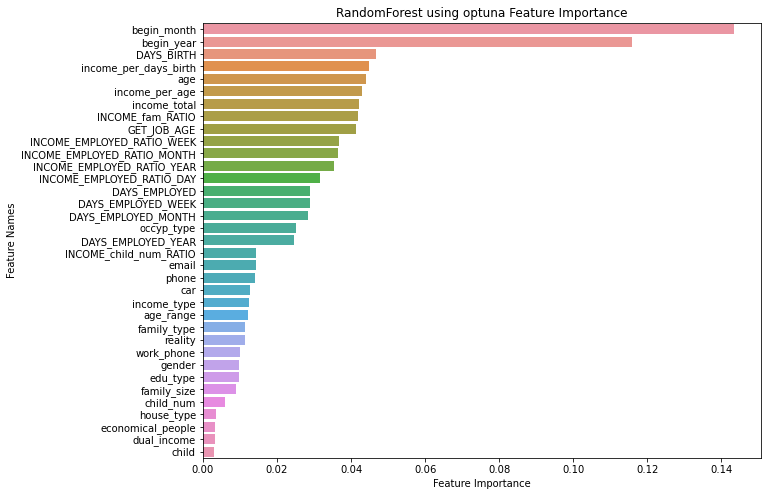 RandomForest using optuna Feature Importance
begin_month
begin_year
DAYS_BIRTH
income_per_days_birth
age
income_per_age
income_total
INCOME_fam_RATIO
GET_JOB_AGE
INCOME_EMPLOYED_RATIO_WEEK
INCOME_EMPLOYED_RATIO_MONTH
INCOME_EMPLOYED_RATIO_YEAR
INCOME_EMPLOYED_RATIO_DAY
DAYS_EMPLOYED
DAYS_EMPLOYED_WEEK
DAYS_EMPLOYED_MONTH
occyp_type
DAYS_EMPLOYED_YEAR
INCOME_child_num_RATIO
email
phone
car
income_type
age_range
family_type
reality
work_phone
gender
edu_type
family_size
child_num
house_type
economical_people
dual_income
child
Feature Names
0.00 0.02 0.04 0.06 0.08 0.10 0.12 0.14
Feature Importance